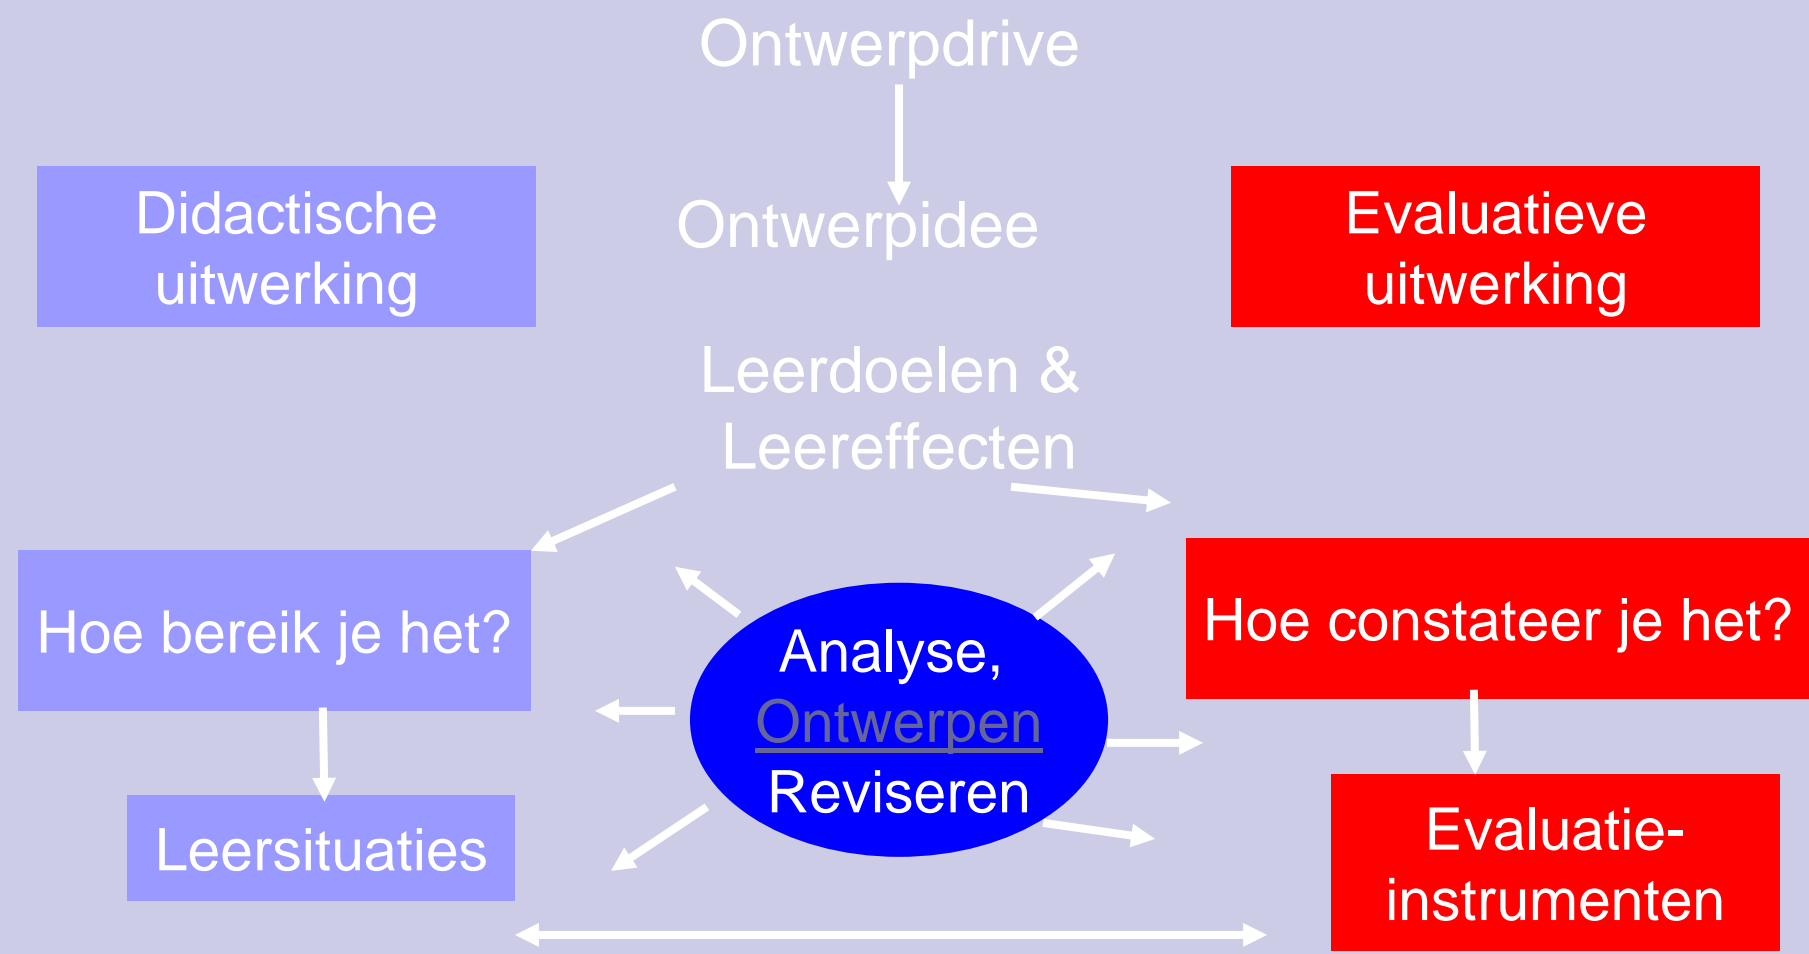 Ontwerpdrive
Didactische
uitwerking
Ontwerpidee
Evaluatieve
uitwerking
Leerdoelen &
Leereffecten
Hoe bereik je het?
Hoe constateer je het?
Analyse,
Ontwerpen
Reviseren
Leersituaties
Evaluatie-
instrumenten